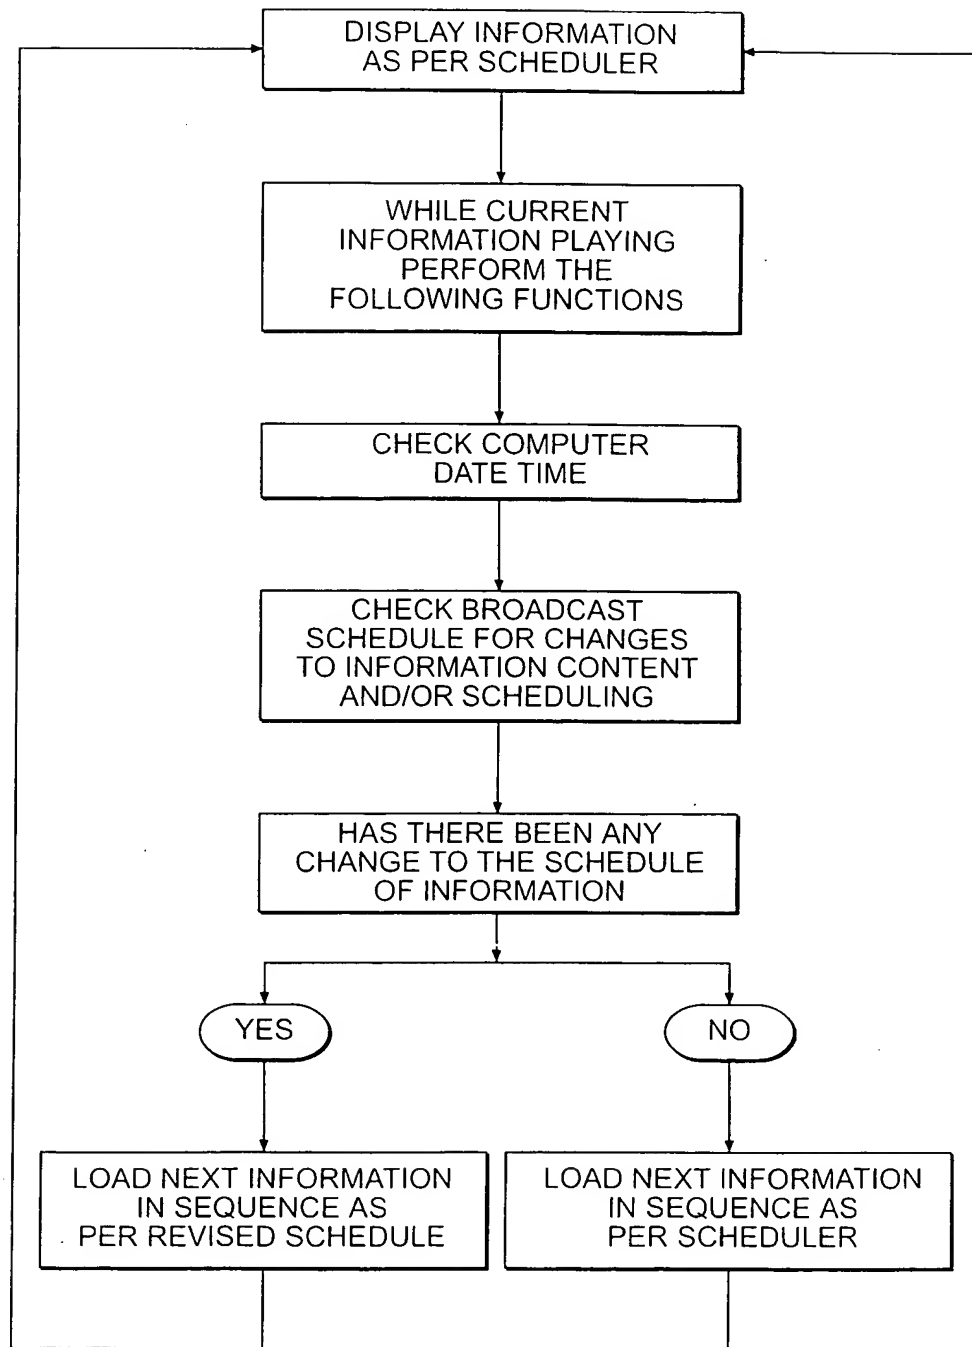 DISPLAY INFORMATION
AS PER SCHEDULER
WHILE CURRENT
INFORMATION PLAYING
PERFORM THE
FOLLOWING FUNCTIONS
CHECK COMPUTER
DATE TIME
CHECK BROADCAST
SCHEDULE FOR CHANGES
TO INFORMATION CONTENT
AND/OR SCHEDULING
HAS THERE BEEN ANY
CHANGE TO THE SCHEDULE
OF INFORMATION
YES
NO
LOAD NEXT INFORMATION
IN SEQUENCE AS
PER REVISED SCHEDULE
LOAD NEXT INFORMATION
IN SEQUENCE AS
PER SCHEDULER